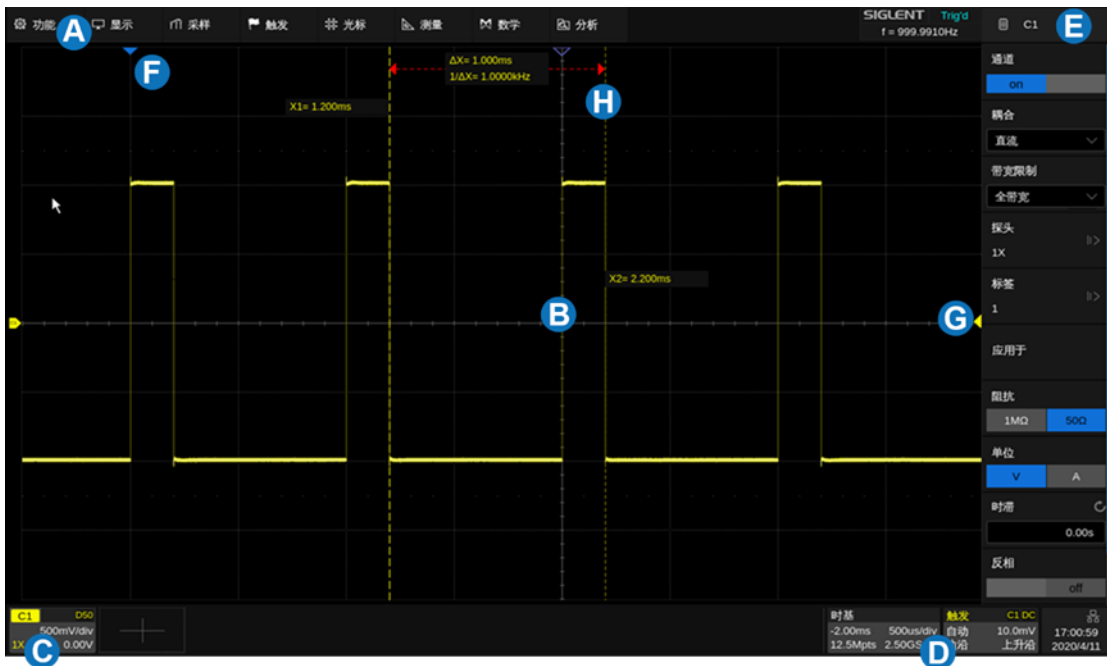 功能 显示 采样 触发 光标 测量 数学 分析
A
SIGLENT Trig'd
f = 999.9910Hz
C1
E
F
ΔX= 1.000ms
1/ΔX= 1.0000kHz
X1= 1.200ms
H
X2= 2.200ms
B
G
通道
on
耦合
直流
带宽限制
全带宽
探头
1X
标签
1
应用于
阻抗
1MΩ 50Ω
单位
V A
时滞
0.00s
反相
off
C1 D50
500mV/div
1X 0.00V
C
时基
-2.00ms 500us/div
12.5Mpts 2.50GS
D
触发 C1 DC
自动 10.0mV
沿 上升沿
17:00:59
2020/4/11